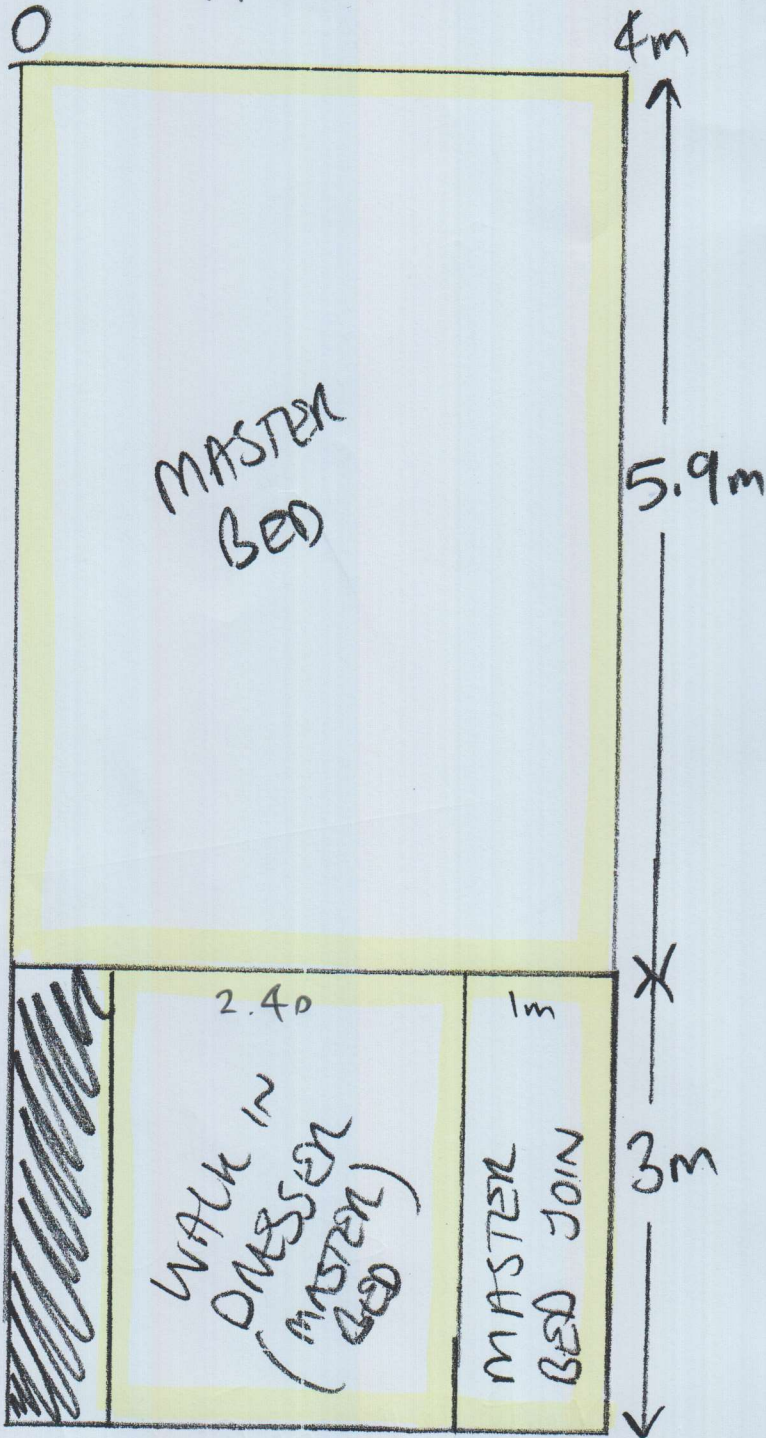 0
4m
MASTER
BED
5.9m
2.40
1m
WALK IN
DRESSER
(MASTER
BED)
MASTER
BED JOIN
3m